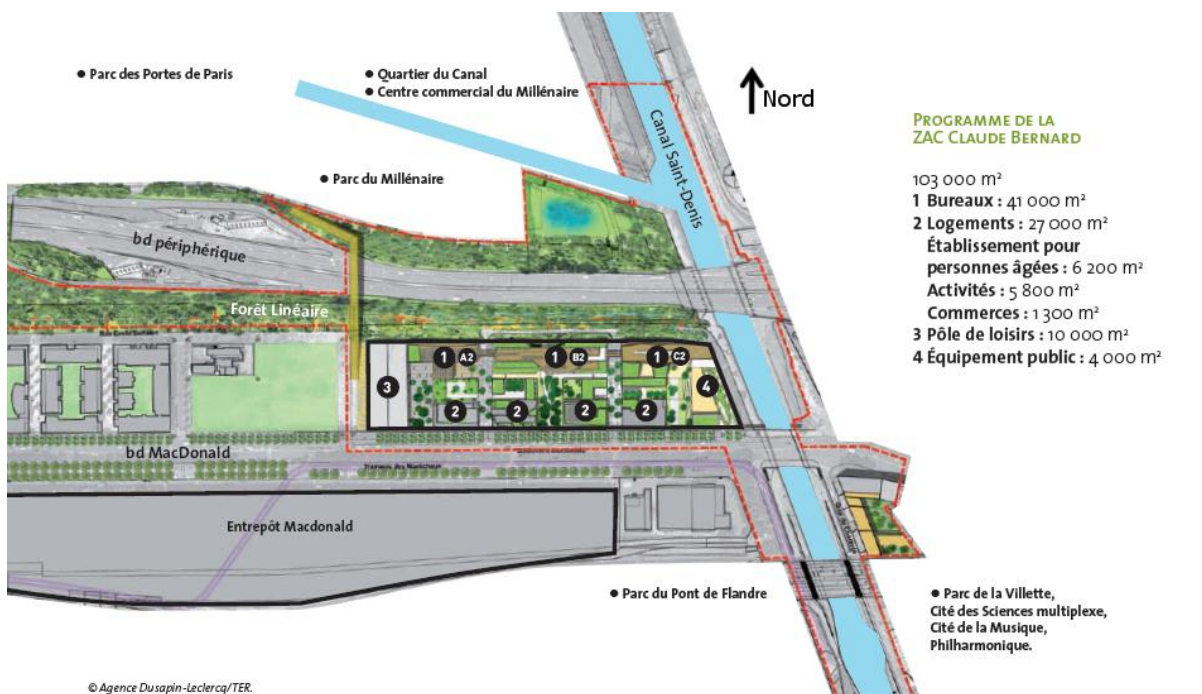 ● Parc des Portes de Paris
● Quartier du Canal
● Centre commercial du Millénaire
Nord
Canal Saint-Denis
● Parc du Millénaire
bd périphérique
Forêt Linéaire
PROGRAMME DE LA
ZAC CLAUDE BERNARD
103 000 m²
1 Bureaux : 41 000 m²
2 Logements : 27 000 m²
Établissement pour
personnes âgées : 6 200 m²
Activités : 5 800 m²
Commerces : 1 300 m²
3 Pôle de loisirs : 10 000 m²
4 Équipement public : 4 000 m²
1 A2
1 B2
1 C2
3
4
2
2
2
2
bd MacDonald
Tramway des Maréchaux
Entrepôt Macdonald
● Parc du Pont de Flandre
● Parc de la Villette,
Cité des Sciences multiplexe,
Cité de la Musique,
Philharmonique.
© Agence Dusapin-Leclercq/TER.